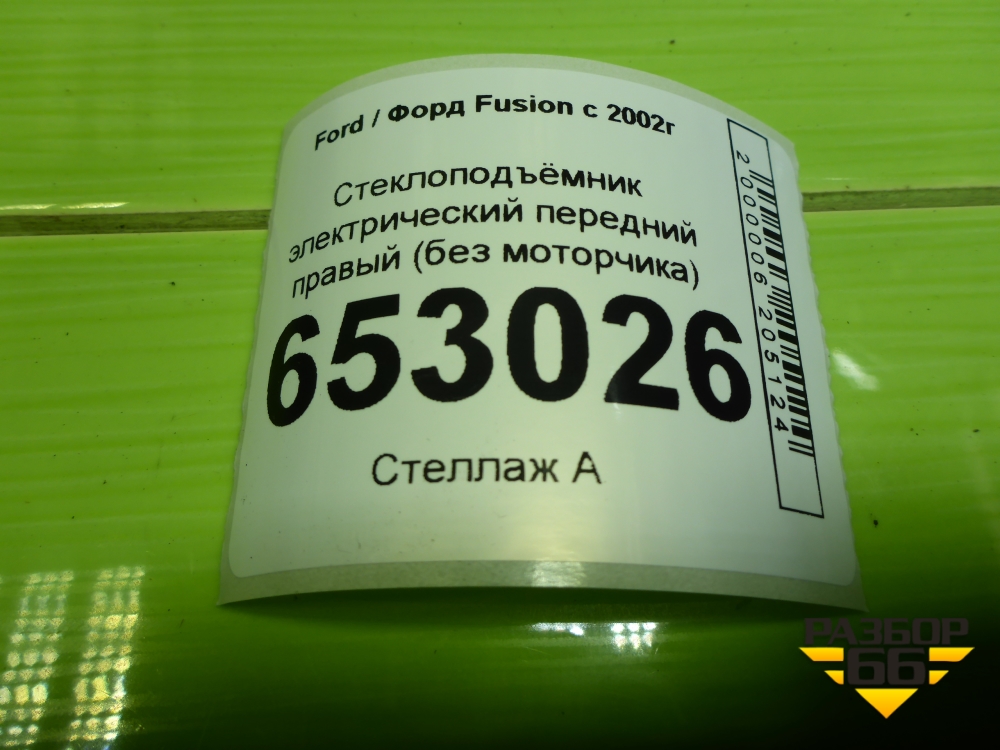 Ford / Форд Fusion с 2002г
Стеклоподъёмник
электрический передний
правый (без моторчика)
653026
Стеллаж А
2000006205124
РАЗБОР
66